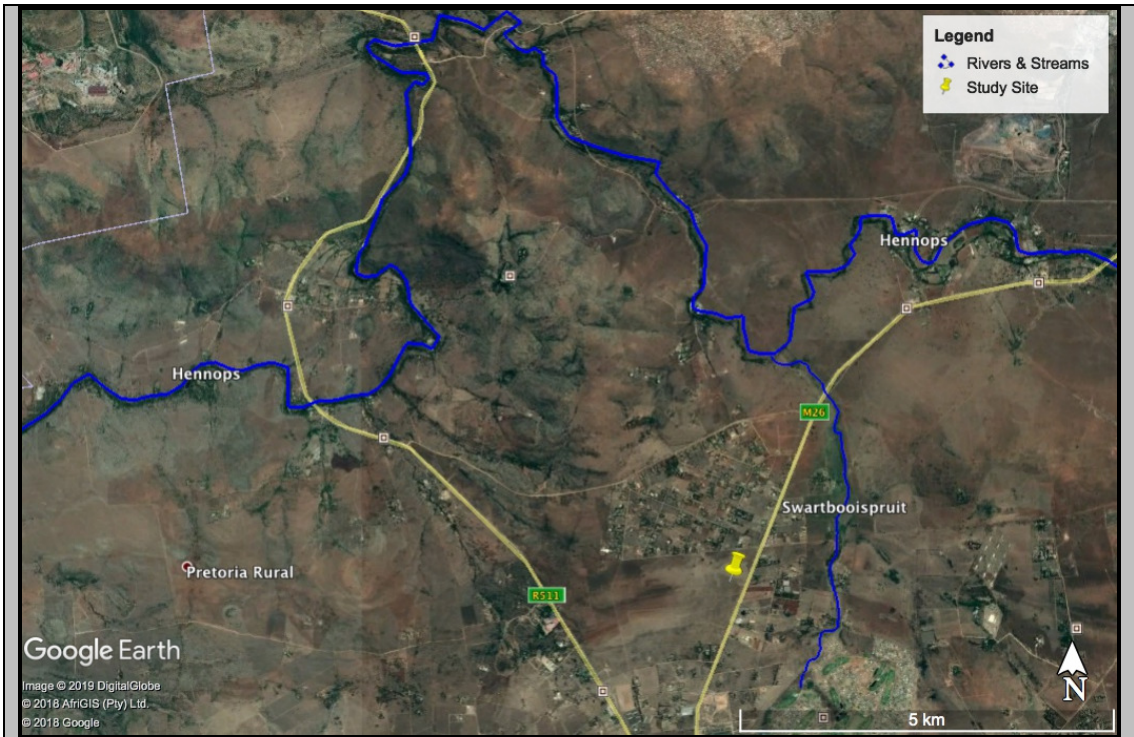 Legend
Rivers & Streams
Study Site
Hennops
Hennops
M26
Swartbooispruit
Pretoria Rural
R511
Google Earth
Image © 2019 DigitalGlobe
© 2018 AfriGIS (Pty) Ltd.
© 2018 Google
N
5 km